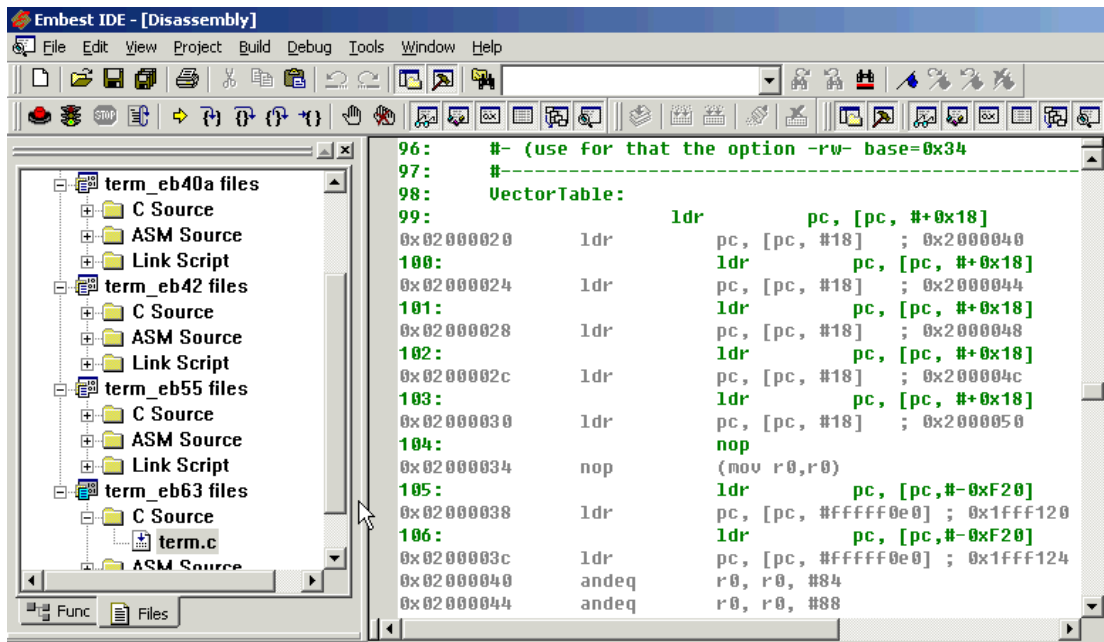 Embest IDE - [Disassembly]
File Edit View Project Build Debug Tools Window Help
STOP
term_eb40a files
C Source
ASM Source
Link Script
term_eb42 files
C Source
ASM Source
Link Script
term_eb55 files
C Source
ASM Source
Link Script
term_eb63 files
C Source
term.c
ASM Source
Func Files
96: #- (use for that the option -rw- base=0x34
97: #------------------------------------------------------
98: VectorTable:
99: ldr pc, [pc, #+0x18]
0x02000020 ldr pc, [pc, #18] ; 0x2000040
100: ldr pc, [pc, #+0x18]
0x02000024 ldr pc, [pc, #18] ; 0x2000044
101: ldr pc, [pc, #+0x18]
0x02000028 ldr pc, [pc, #18] ; 0x2000048
102: ldr pc, [pc, #+0x18]
0x0200002c ldr pc, [pc, #18] ; 0x200004c
103: ldr pc, [pc, #+0x18]
0x02000030 ldr pc, [pc, #18] ; 0x2000050
104: nop
0x02000034 nop (mov r0,r0)
105: ldr pc, [pc,#-0xF20]
0x02000038 ldr pc, [pc, #fffff0e0] ; 0x1fff120
106: ldr pc, [pc,#-0xF20]
0x0200003c ldr pc, [pc, #fffff0e0] ; 0x1fff124
0x02000040 andeq r0, r0, #84
0x02000044 andeq r0, r0, #88